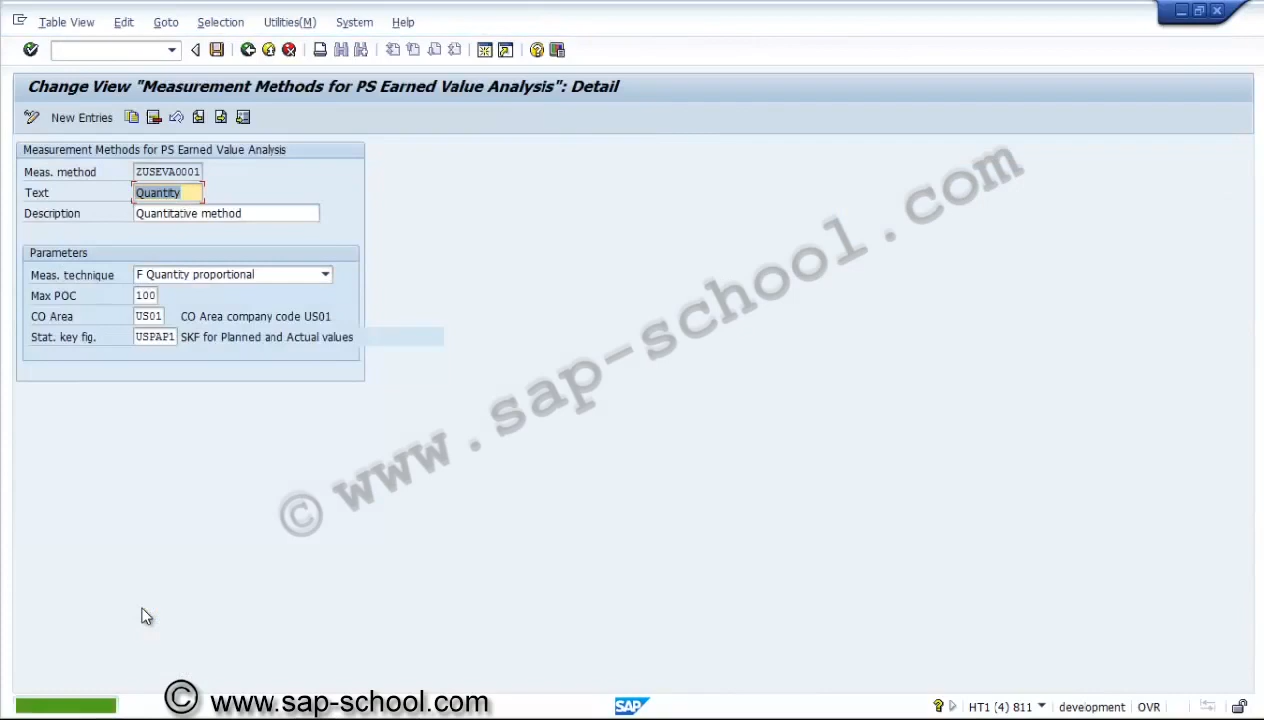 Table View Edit Goto Selection Utilities(M) System Help
Change View "Measurement Methods for PS Earned Value Analysis": Detail
New Entries
Measurement Methods for PS Earned Value Analysis
Meas. method ZUSEVA0001
Text Quantity
Description Quantitative method
Parameters
Meas. technique F Quantity proportional
Max POC 100
CO Area US01 CO Area company code US01
Stat. key fig. USPAP1 SKF for Planned and Actual values
© www.sap-school.com
© www.sap-school.com
SAP
HT1 (4) 811 development OVR